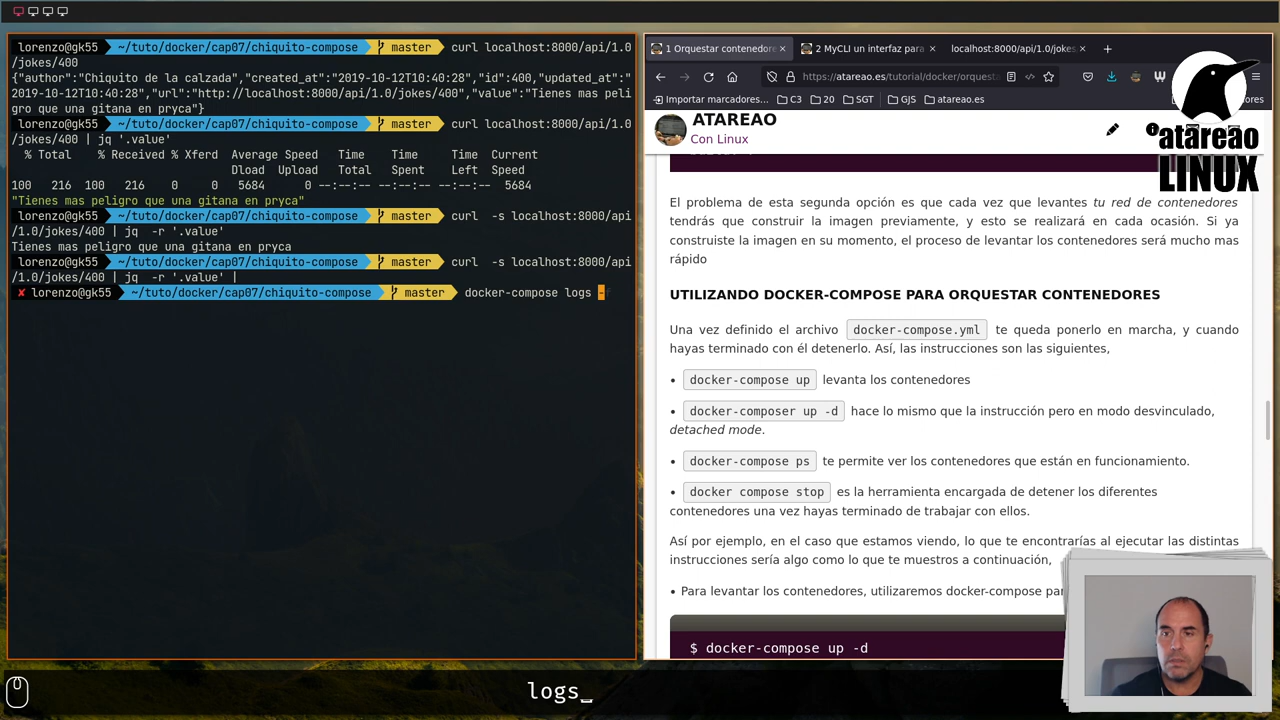 lorenzo@gk55 ~/tuto/docker/cap07/chiquito-compose master curl localhost:8000/api/1.0
/jokes/400
{"author":"Chiquito de la calzada","created_at":"2019-10-12T10:40:28","id":400,"updated_at":"
2019-10-12T10:40:28","url":"http://localhost:8000/api/1.0/jokes/400","value":"Tienes mas peli
gro que una gitana en pryca"}
lorenzo@gk55 ~/tuto/docker/cap07/chiquito-compose master curl localhost:8000/api/1.0
/jokes/400 | jq '.value'
% Total % Received % Xferd Average Speed Time Time Time Current
Dload Upload Total Spent Left Speed
100 216 100 216 0 0 5684 0 --:--:-- --:--:-- --:--:-- 5684
"Tienes mas peligro que una gitana en pryca"
lorenzo@gk55 ~/tuto/docker/cap07/chiquito-compose master curl -s localhost:8000/api
/1.0/jokes/400 | jq -r '.value'
Tienes mas peligro que una gitana en pryca
lorenzo@gk55 ~/tuto/docker/cap07/chiquito-compose master curl -s localhost:8000/api
/1.0/jokes/400 | jq -r '.value' |
✘ lorenzo@gk55 ~/tuto/docker/cap07/chiquito-compose master docker-compose logs -f
1 Orquestar contenedore
2 MyCLI un interfaz para
localhost:8000/api/1.0/jokes/
https://atareao.es/tutorial/docker/orquesta
Importar marcadores... C3 20 SGT GJS atareao.es
ores
ATAREAO
Con Linux
atareao
LINUX
El problema de esta segunda opción es que cada vez que levantes tu red de contenedores
tendrás que construir la imagen previamente, y esto se realizará en cada ocasión. Si ya
construiste la imagen en su momento, el proceso de levantar los contenedores será mucho mas
rápido
UTILIZANDO DOCKER-COMPOSE PARA ORQUESTAR CONTENEDORES
Una vez definido el archivo docker-compose.yml te queda ponerlo en marcha, y cuando
hayas terminado con él detenerlo. Así, las instrucciones son las siguientes,
• docker-compose up levanta los contenedores
• docker-composer up -d hace lo mismo que la instrucción pero en modo desvinculado,
detached mode.
• docker-compose ps te permite ver los contenedores que están en funcionamiento.
• docker compose stop es la herramienta encargada de detener los diferentes
contenedores una vez hayas terminado de trabajar con ellos.
Así por ejemplo, en el caso que estamos viendo, lo que te encontrarías al ejecutar las distintas
instrucciones sería algo como lo que te muestros a continuación,
• Para levantar los contenedores, utilizaremos docker-compose par
$ docker-compose up -d
logs_